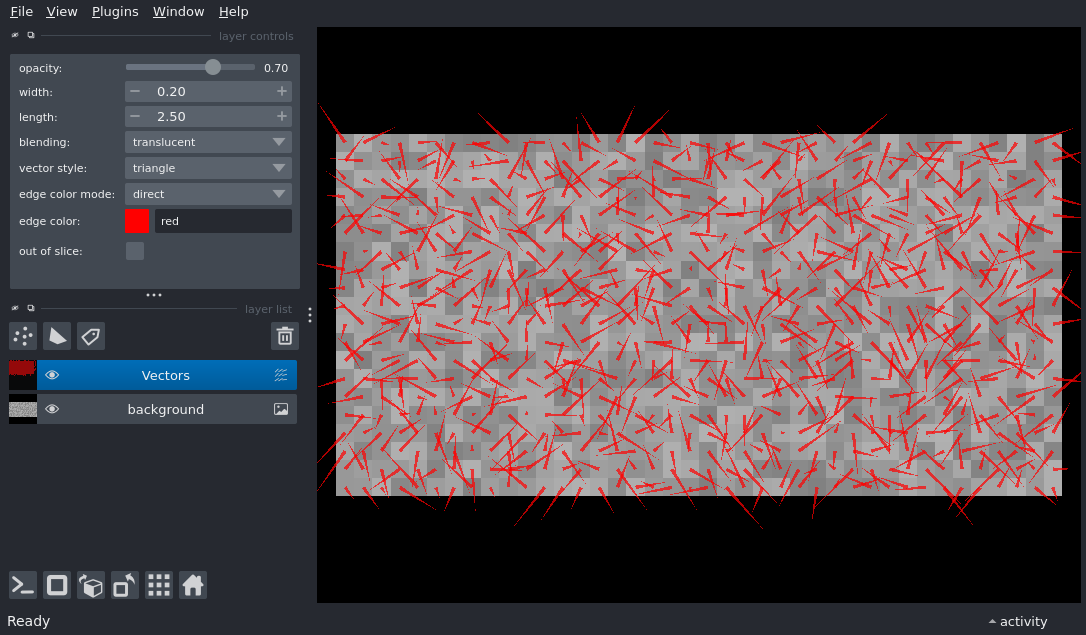 File View Plugins Window Help
layer controls
opacity: 0.70
width: − 0.20 +
length: − 2.50 +
blending: translucent
vector style: triangle
edge color mode: direct
edge color: red
out of slice:
layer list
Vectors
background
Ready
activity